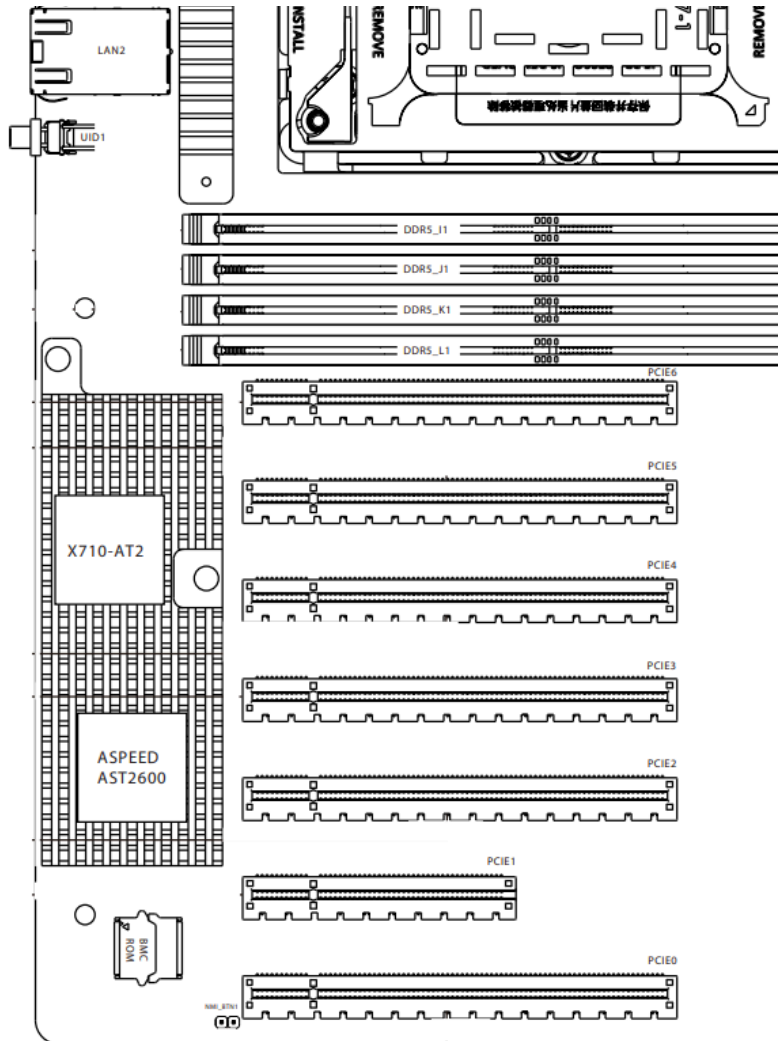 LAN2
INSTALL
REMOVE
7-1
REMOVE
UID1
DDR5_I1
DDR5_J1
DDR5_K1
DDR5_L1
PCIE6
PCIE5
X710-AT2
PCIE4
PCIE3
ASPEED
AST2600
PCIE2
PCIE1
BMC
ROM
PCIE0
NMI_BTN1